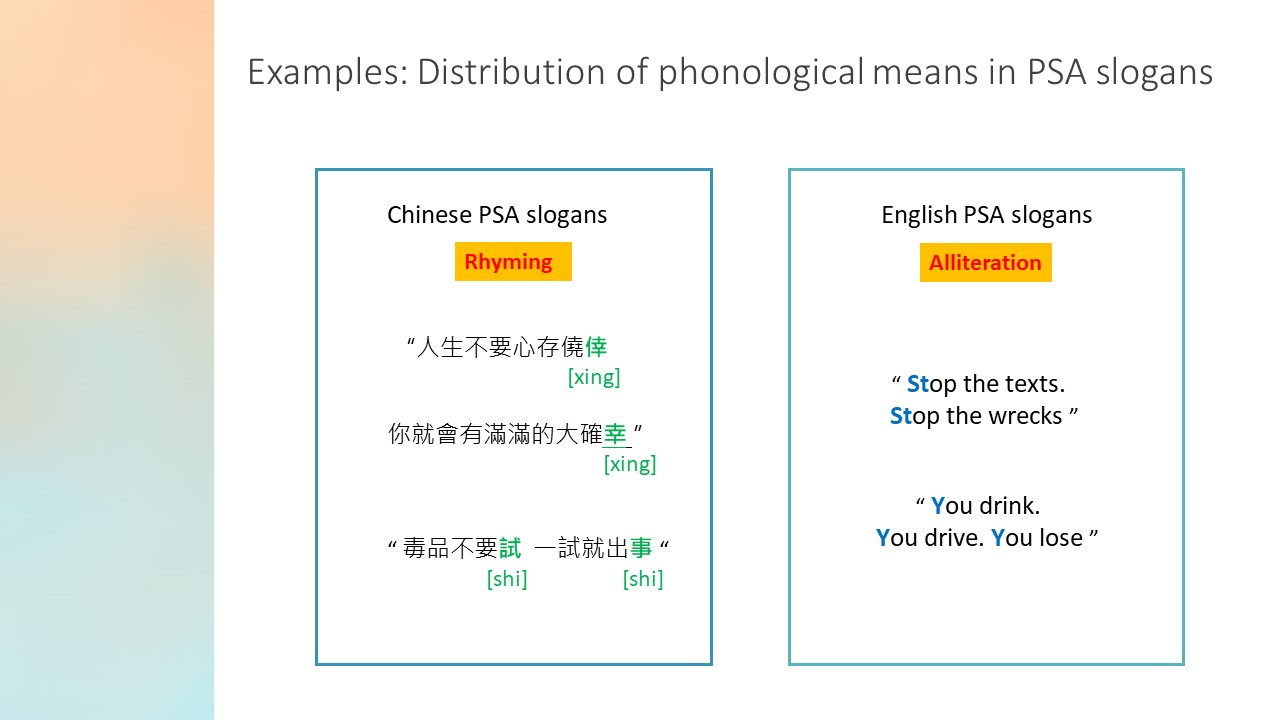 Examples: Distribution of phonological means in PSA slogans
Chinese PSA slogans
Rhyming
“人生不要心存僥倖
[xing]
你就會有滿滿的大確幸 ”
[xing]
“ 毒品不要試 一試就出事 “
[shi] [shi]
English PSA slogans
Alliteration
“ Stop the texts.
Stop the wrecks ”
“ You drink.
You drive. You lose ”